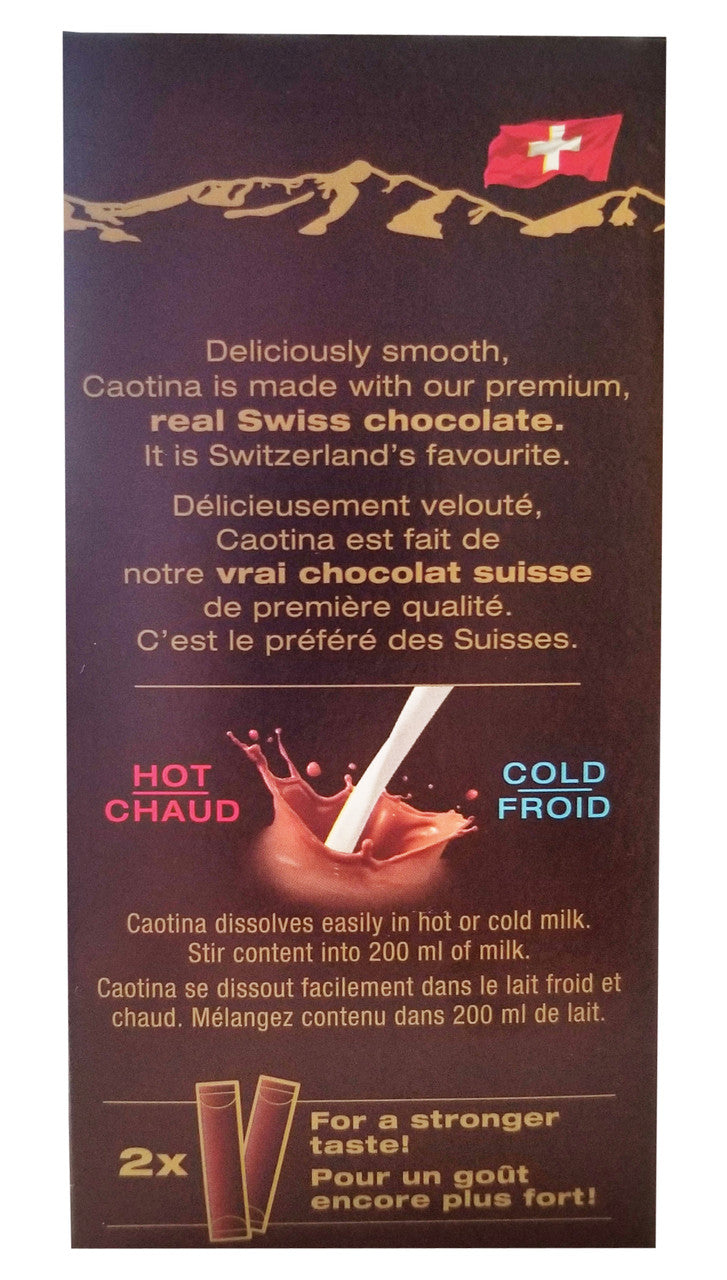 Deliciously smooth,
Caotina is made with our premium,
real Swiss chocolate.
It is Switzerland's favourite.
Délicieusement velouté,
Caotina est fait de
notre vrai chocolat suisse
de première qualité.
C'est le préféré des Suisses.
HOT
CHAUD
COLD
FROID
Caotina dissolves easily in hot or cold milk.
Stir content into 200 ml of milk.
Caotina se dissout facilement dans le lait froid et
chaud. Mélangez contenu dans 200 ml de lait.
2x
For a stronger
taste!
Pour un goût
encore plus fort!